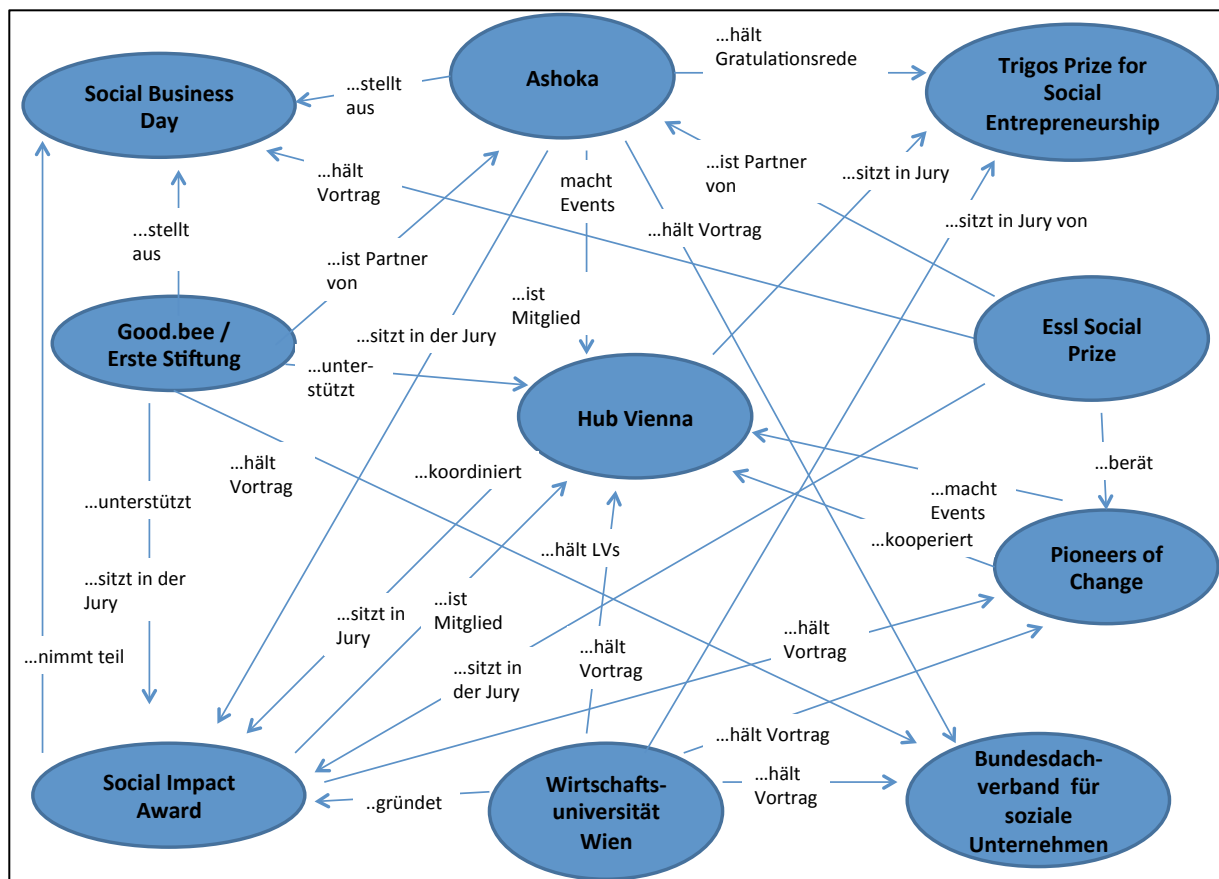 ...hält
Gratulationsrede
Ashoka
Trigos Prize for
Social
Entrepreneurship
Social Business
Day
...stellt
aus
...hält
Vortrag
macht
Events
...ist Partner
von
...sitzt in Jury
...stellt
aus
...hält Vortrag
...sitzt in Jury von
...ist Partner
von
...ist
Mitglied
Good.bee /
Erste Stiftung
...sitzt in der Jury
Essl Social
Prize
...unter-
stützt
Hub Vienna
...hält
Vortrag
...koordiniert
...berät
...unterstützt
...macht
Events
...hält LVs
...kooperiert
Pioneers of
Change
...sitzt in der
Jury
...sitzt in
Jury
...ist
Mitglied
...hält
Vortrag
...nimmt teil
...hält
Vortrag
...sitzt in
der Jury
...hält Vortrag
Social Impact
Award
..gründet
Wirtschafts-
universität
Wien
...hält
Vortrag
Bundesdach-
verband für
soziale
Unternehmen